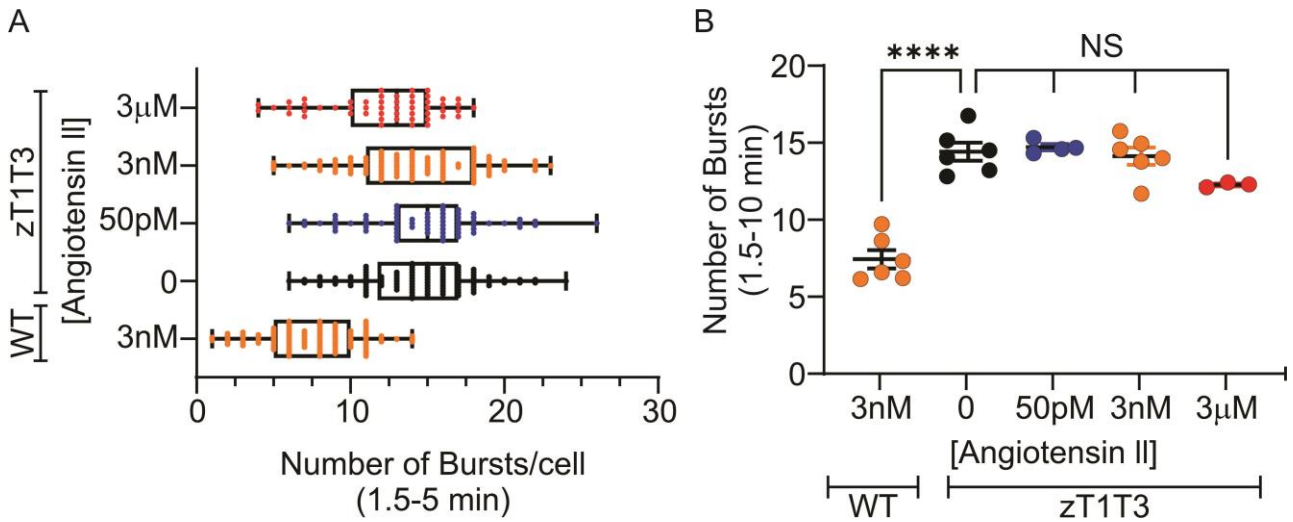 A
zT1T3
WT
[Angiotensin II]
3μM
3nM
50pM
0
3nM
0
10
20
30
Number of Bursts/cell
(1.5-5 min)
B
****
NS
Number of Bursts
(1.5-10 min)
20
15
10
5
0
3nM
0
50pM
3nM
3μM
[Angiotensin II]
WT
zT1T3